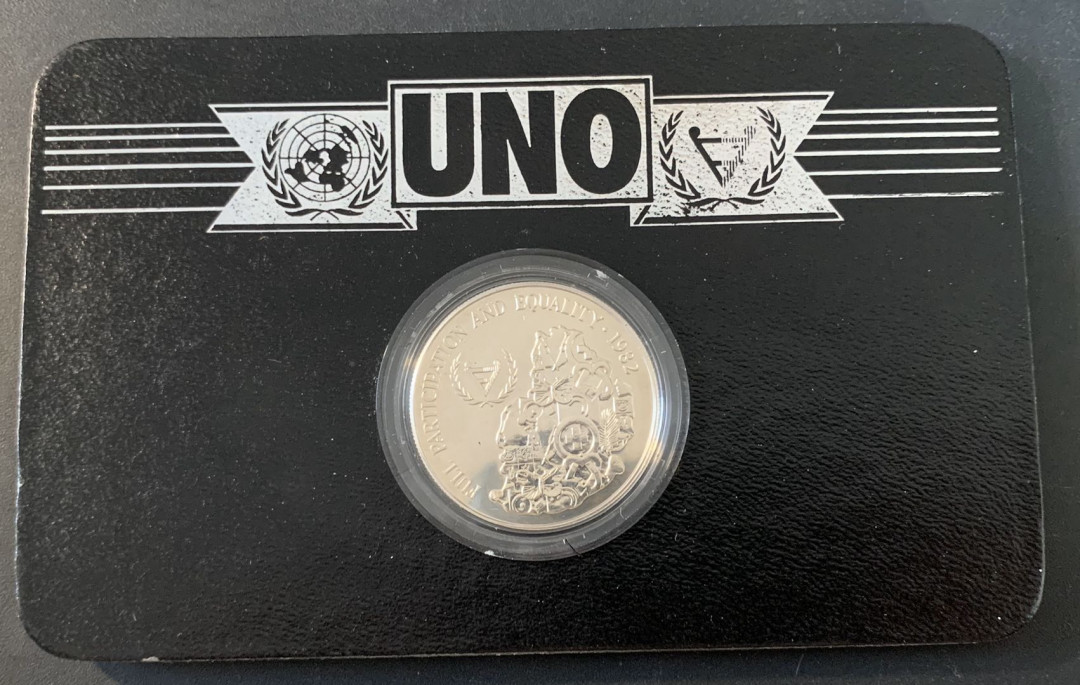 UNO
FULL PARTICIPATION AND EQUALITY · 1982